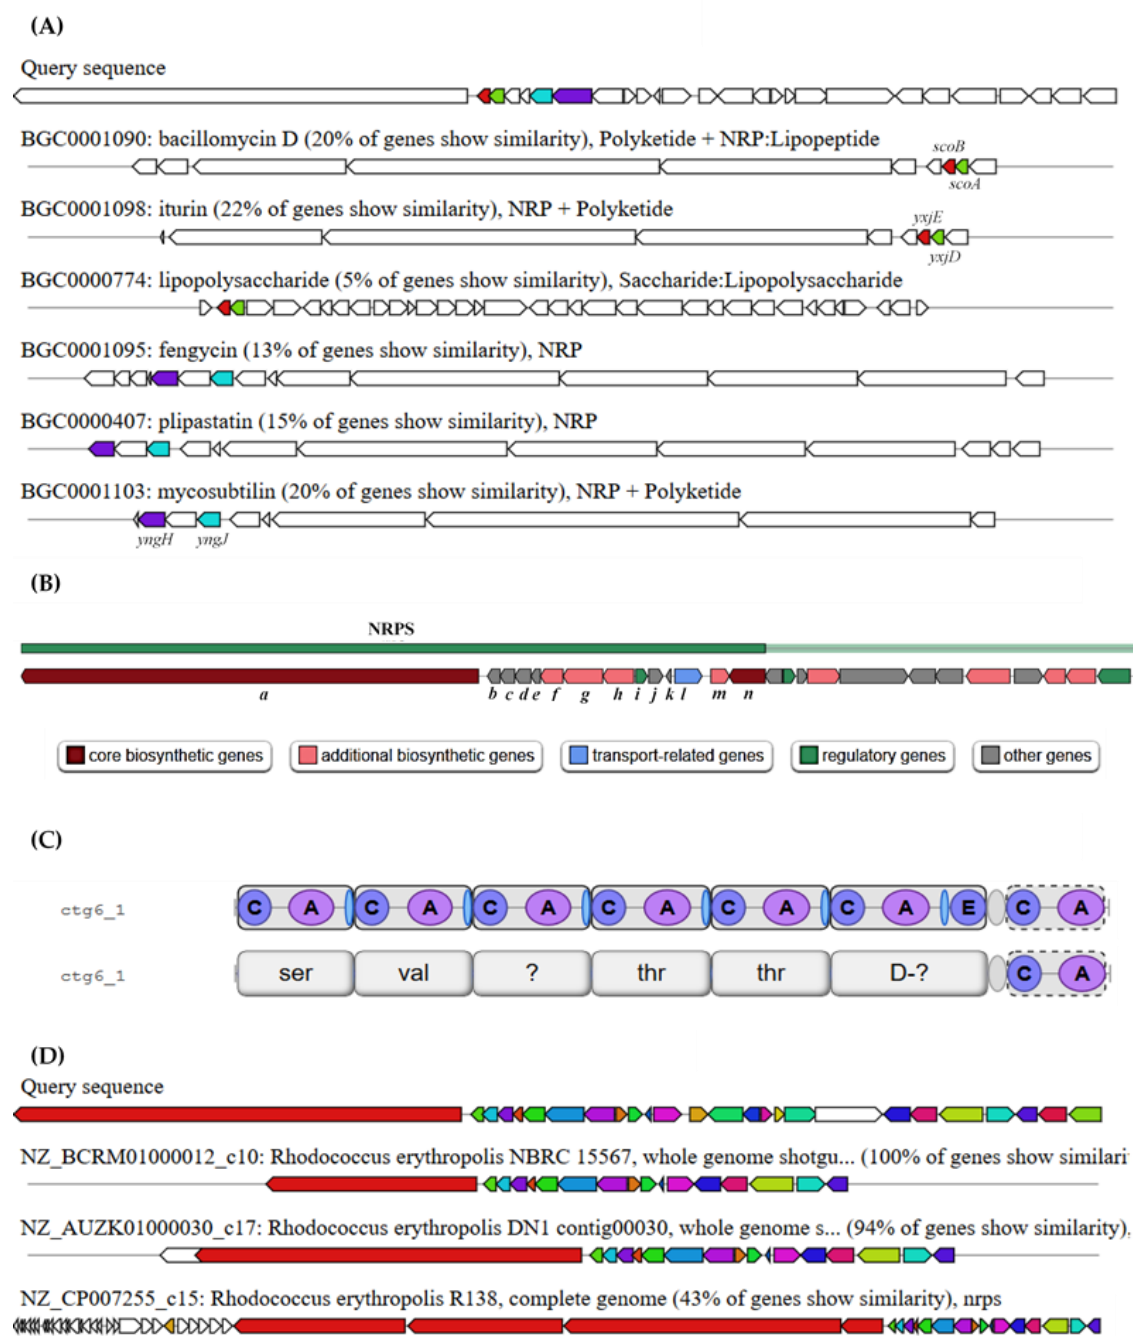 (A)
Query sequence
BGC0001090: bacillomycin D (20% of genes show similarity), Polyketide + NRP:Lipopeptide
scoB
scoA
BGC0001098: iturin (22% of genes show similarity), NRP + Polyketide
yxjE
yxjD
BGC0000774: lipopolysaccharide (5% of genes show similarity), Saccharide:Lipopolysaccharide
BGC0001095: fengycin (13% of genes show similarity), NRP
BGC0000407: plipastatin (15% of genes show similarity), NRP
BGC0001103: mycosubtilin (20% of genes show similarity), NRP + Polyketide
yngH yngJ
(B)
NRPS
a b c d e f g h i j k l m n
core biosynthetic genes additional biosynthetic genes transport-related genes regulatory genes other genes
(C)
ctg6_1 C A C A C A C A C A C A E C A
ctg6_1 ser val ? thr thr D-? C A
(D)
Query sequence
NZ_BCRM01000012_c10: Rhodococcus erythropolis NBRC 15567, whole genome shotgu... (100% of genes show similari
NZ_AUZK01000030_c17: Rhodococcus erythropolis DN1 contig00030, whole genome s... (94% of genes show similarity),
NZ_CP007255_c15: Rhodococcus erythropolis R138, complete genome (43% of genes show similarity), nrps